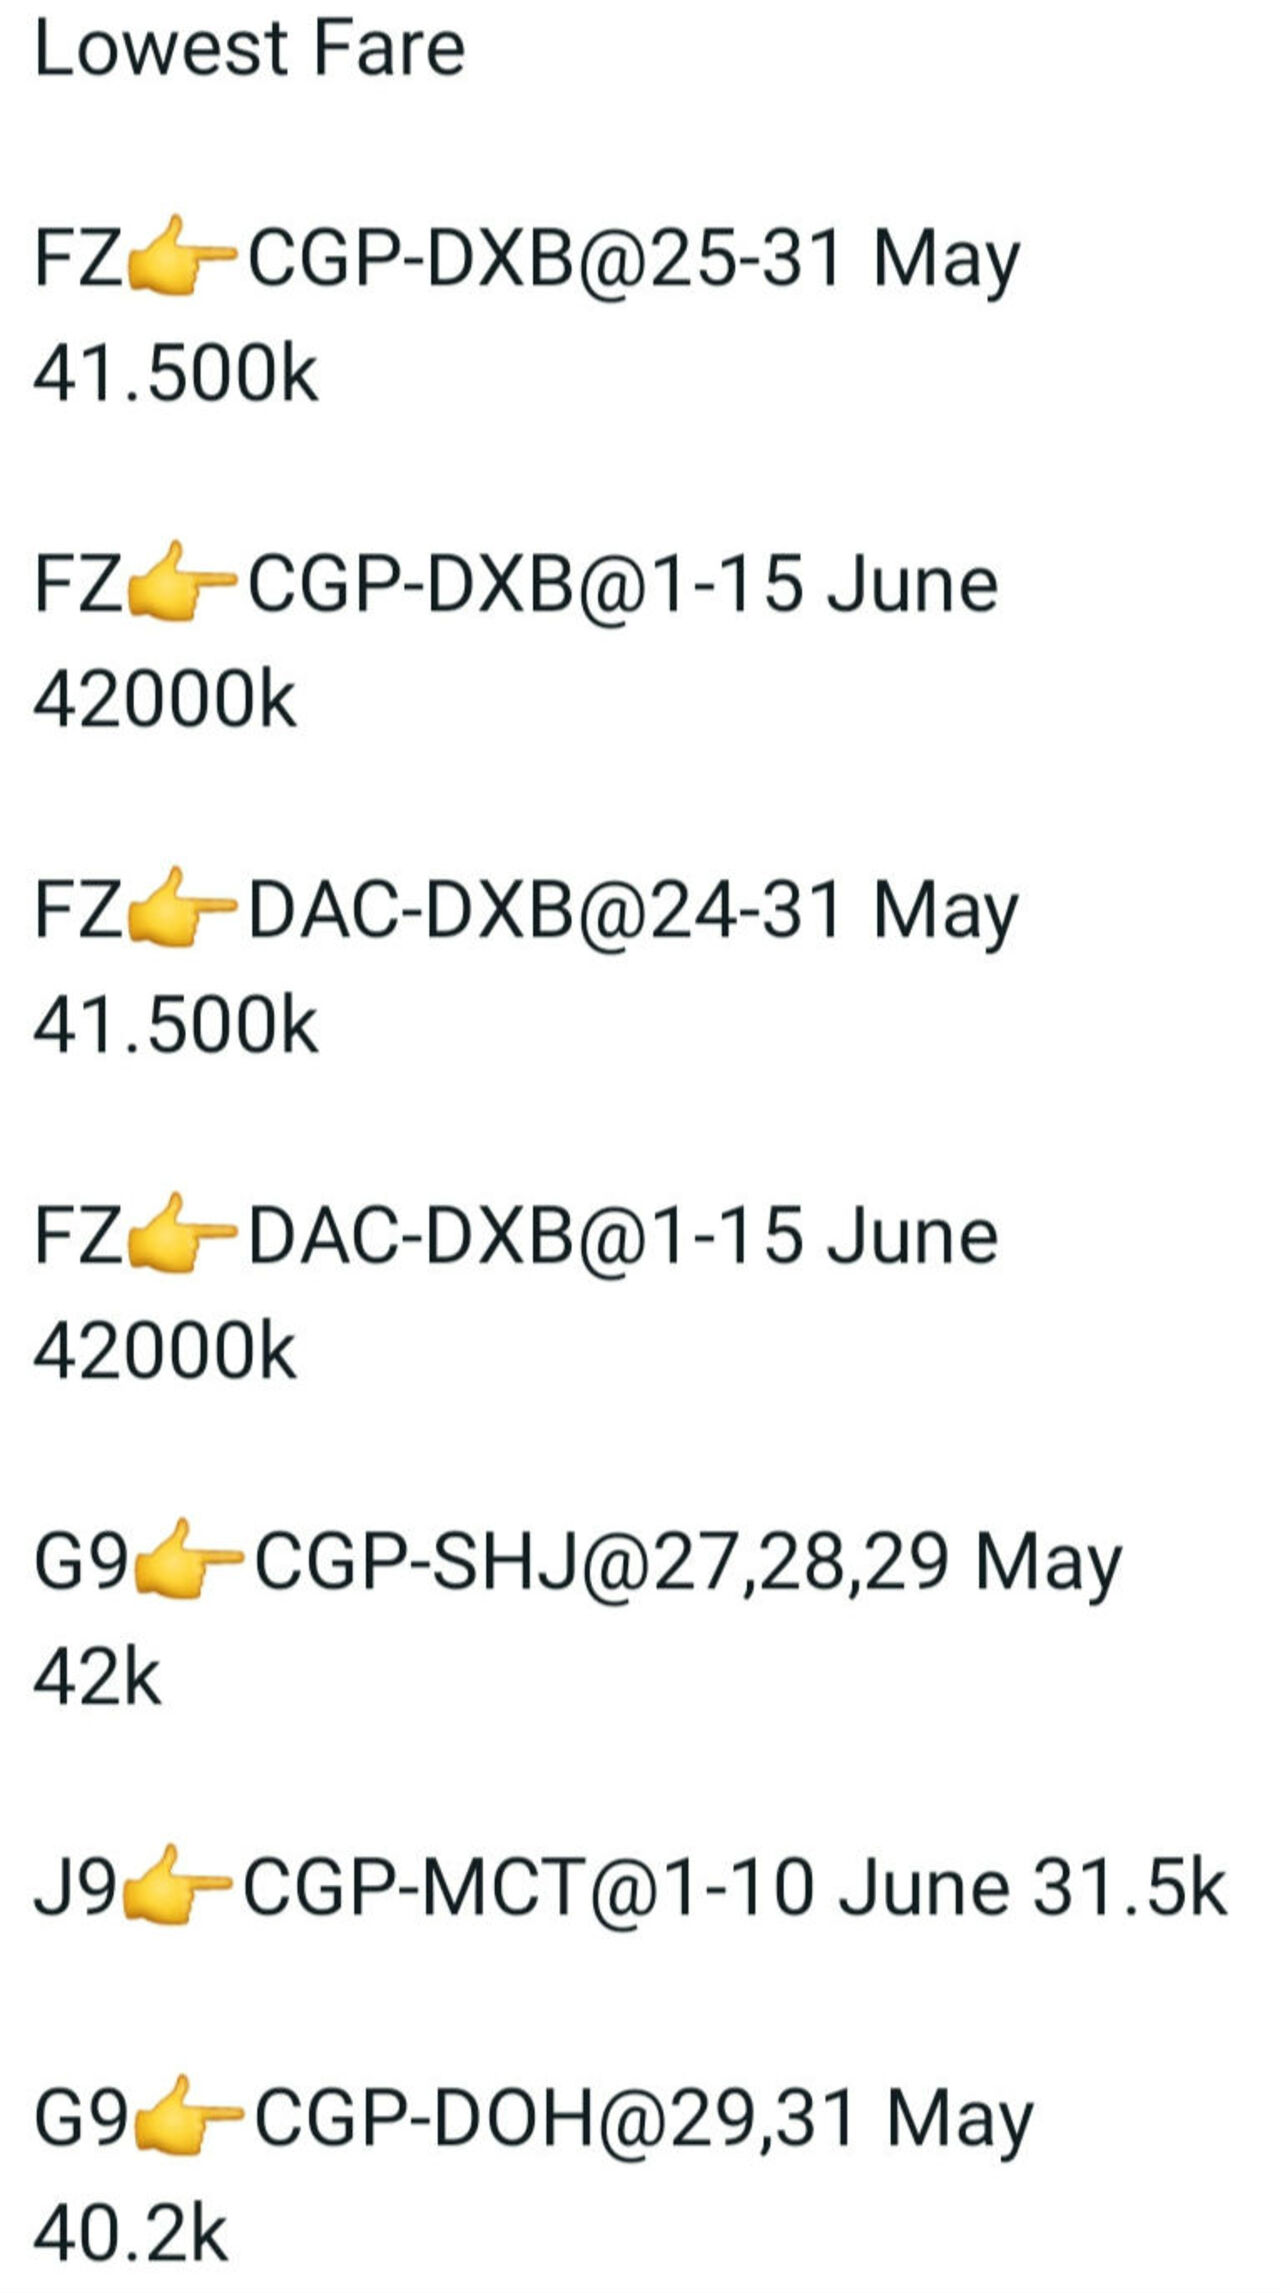 Lowest Fare
FZ👉CGP-DXB@25-31 May
41.500k
FZ👉CGP-DXB@1-15 June
42000k
FZ👉DAC-DXB@24-31 May
41.500k
FZ👉DAC-DXB@1-15 June
42000k
G9👉CGP-SHJ@27,28,29 May
42k
J9👉CGP-MCT@1-10 June 31.5k
G9👉CGP-DOH@29,31 May
40.2k